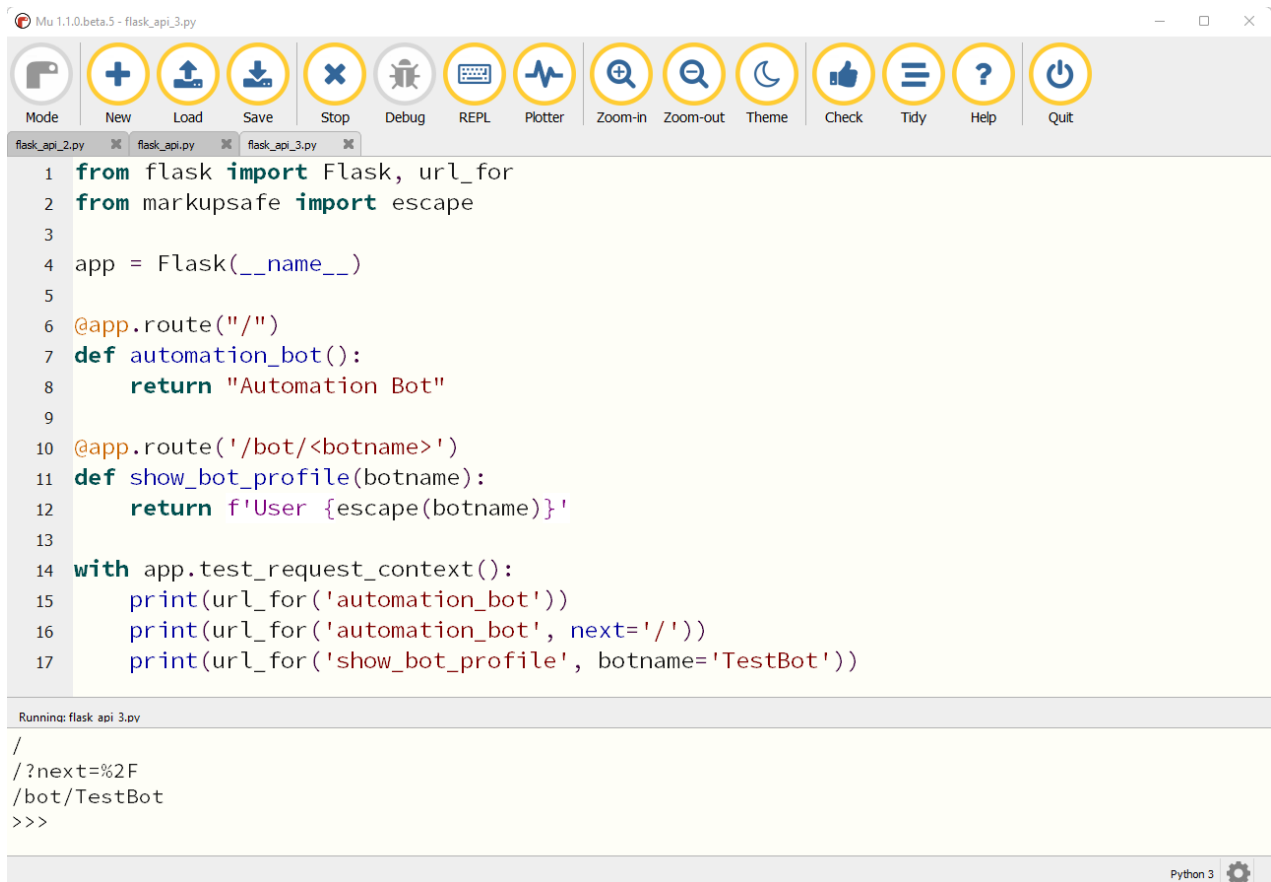 Mu 1.1.0.beta.5 - flask_api_3.py
Mode New Load Save Stop Debug REPL Plotter Zoom-in Zoom-out Theme Check Tidy Help Quit
flask_api_2.py flask_api.py flask_api_3.py
1 from flask import Flask, url_for
2 from markupsafe import escape
3
4 app = Flask(__name__)
5
6 @app.route("/")
7 def automation_bot():
8     return "Automation Bot"
9
10 @app.route('/bot/<botname>')
11 def show_bot_profile(botname):
12     return f'User {escape(botname)}'
13
14 with app.test_request_context():
15     print(url_for('automation_bot'))
16     print(url_for('automation_bot', next='/'))
17     print(url_for('show_bot_profile', botname='TestBot'))
Running: flask_api_3.py
/
/?next=%2F
/bot/TestBot
>>>
Python 3